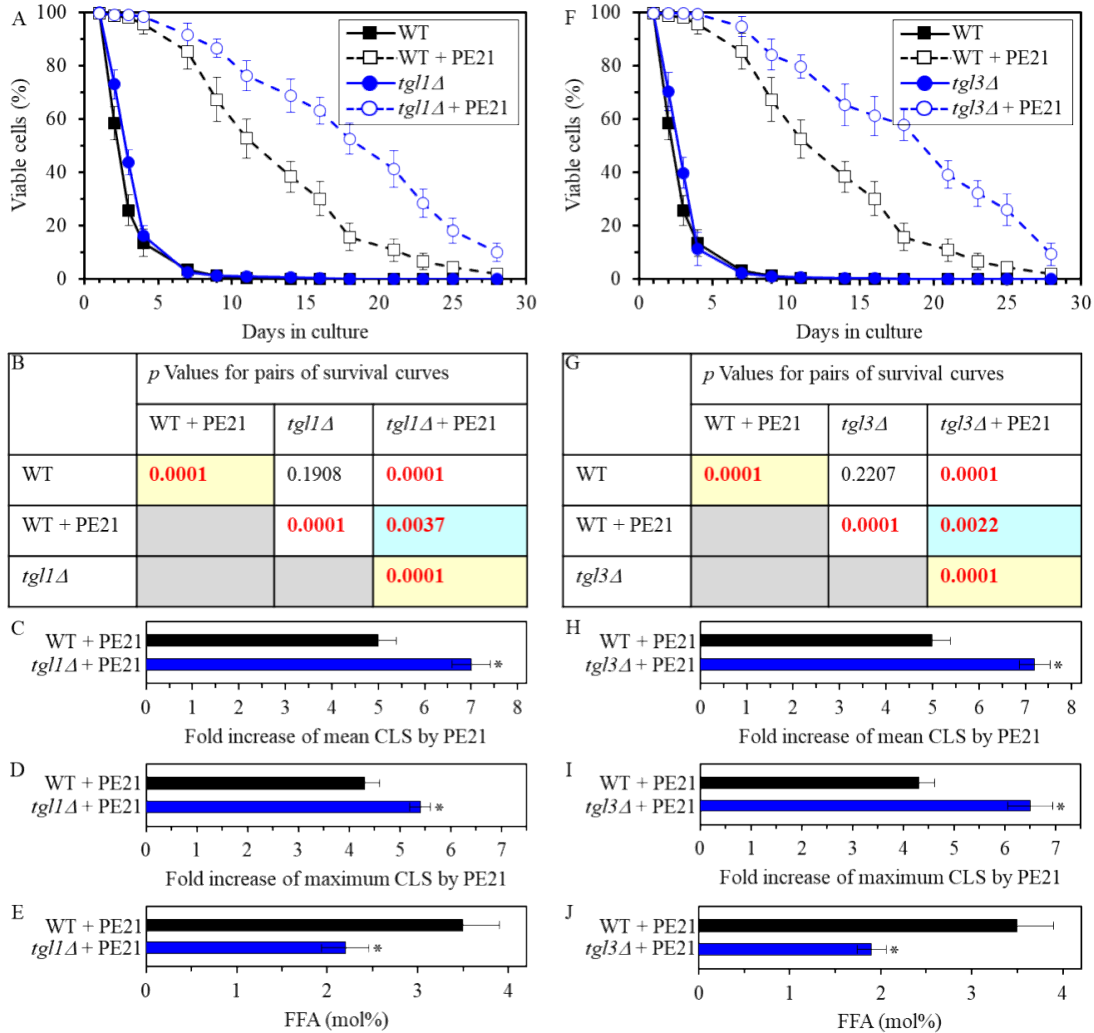 A
Viable cells (%)
100
80
60
40
20
0
WT
WT + PE21
tgl1Δ
tgl1Δ + PE21
0 5 10 15 20 25 30
Days in culture
B
p Values for pairs of survival curves
WT + PE21 tgl1Δ tgl1Δ + PE21
WT 0.0001 0.1908 0.0001
WT + PE21 0.0001 0.0037
tgl1Δ 0.0001
C
WT + PE21
tgl1Δ + PE21 *
0 1 2 3 4 5 6 7 8
Fold increase of mean CLS by PE21
D
WT + PE21
tgl1Δ + PE21 *
0 1 2 3 4 5 6 7
Fold increase of maximum CLS by PE21
E
WT + PE21
tgl1Δ + PE21 *
0 1 2 3 4
FFA (mol%)
F
Viable cells (%)
100
80
60
40
20
0
WT
WT + PE21
tgl3Δ
tgl3Δ + PE21
0 5 10 15 20 25 30
Days in culture
G
p Values for pairs of survival curves
WT + PE21 tgl3Δ tgl3Δ + PE21
WT 0.0001 0.2207 0.0001
WT + PE21 0.0001 0.0022
tgl3Δ 0.0001
H
WT + PE21
tgl3Δ + PE21 *
0 1 2 3 4 5 6 7 8
Fold increase of mean CLS by PE21
I
WT + PE21
tgl3Δ + PE21 *
0 1 2 3 4 5 6 7
Fold increase of maximum CLS by PE21
J
WT + PE21
tgl3Δ + PE21 *
0 1 2 3 4
FFA (mol%)